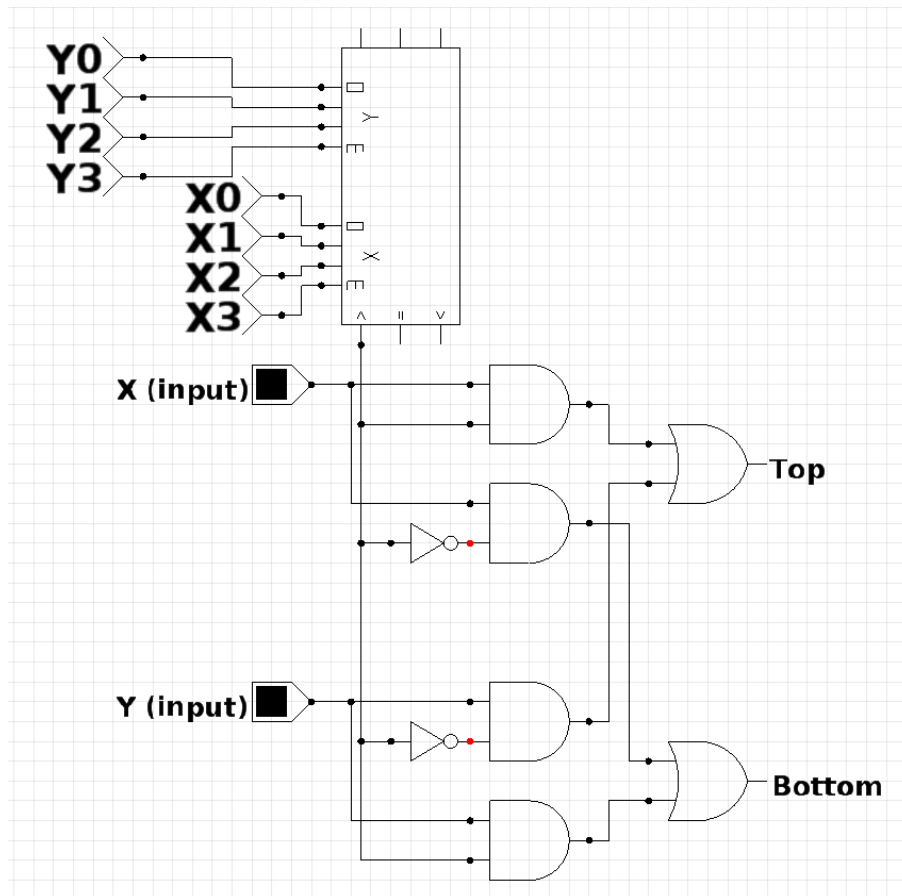 Y0
Y1
Y2
Y3
Y
X0
X1
X2
X3
X
< = >
X (input)
Top
Y (input)
Bottom